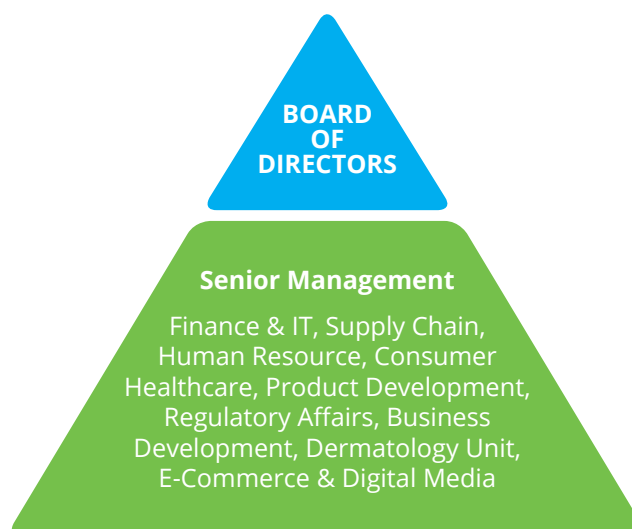 BOARD
OF
DIRECTORS
Senior Management
Finance & IT, Supply Chain,
Human Resource, Consumer
Healthcare, Product Development,
Regulatory Affairs, Business
Development, Dermatology Unit,
E-Commerce & Digital Media